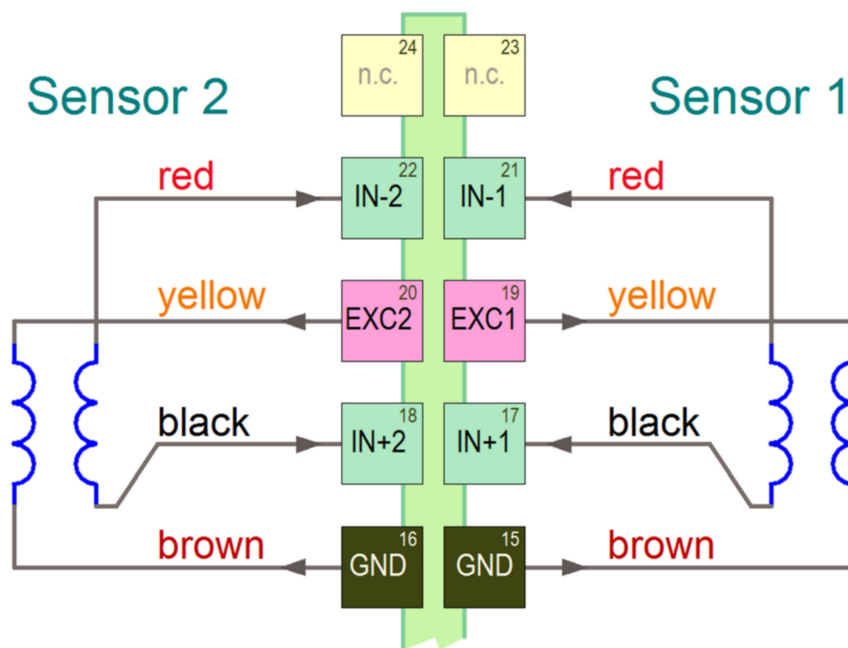 24
n.c.
23
n.c.
Sensor 2
Sensor 1
red
22
IN-2
21
IN-1
red
yellow
20
EXC2
19
EXC1
yellow
black
18
IN+2
17
IN+1
black
brown
16
GND
15
GND
brown